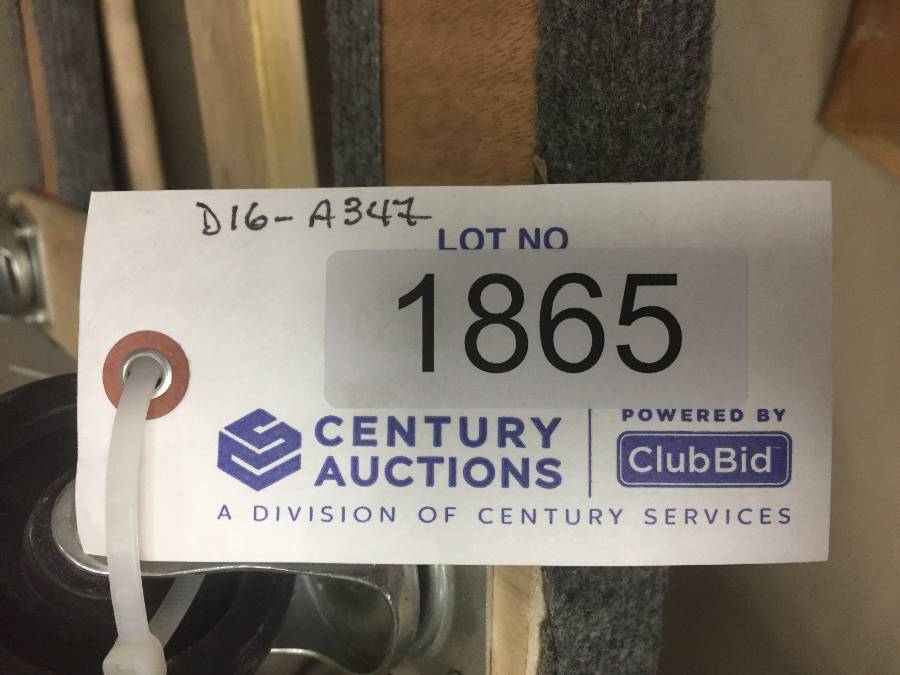 D16-A347
LOT NO
1865
CENTURY
AUCTIONS
POWERED BY
ClubBid
A DIVISION OF CENTURY SERVICES